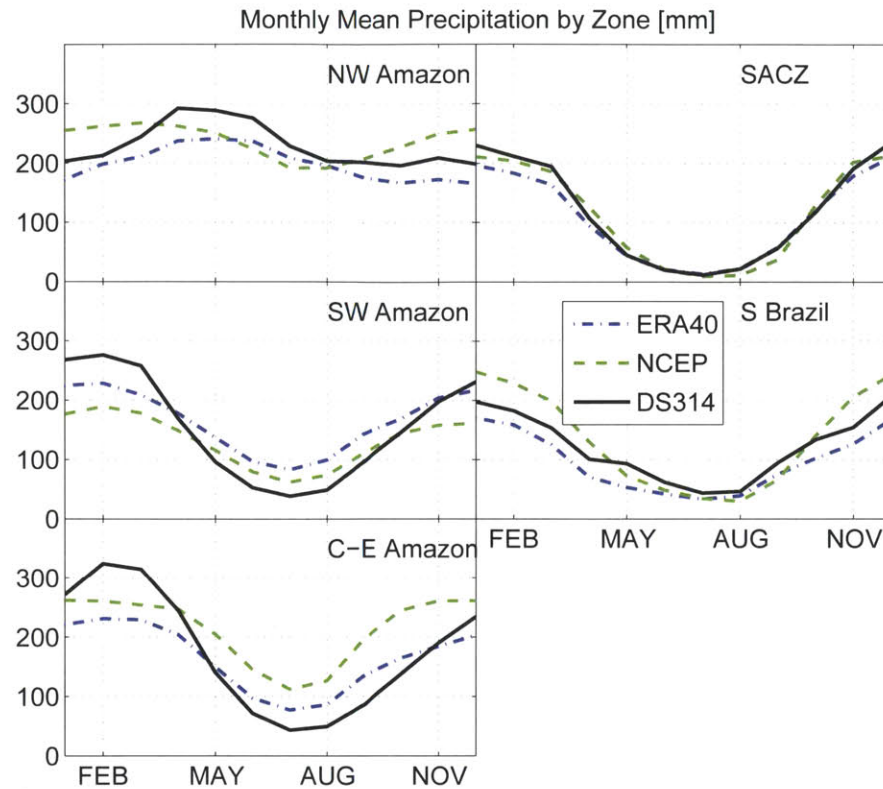 Monthly Mean Precipitation by Zone [mm]
NW Amazon
300
200
100
0
SACZ
SW Amazon
300
200
100
0
S Brazil
ERA40
NCEP
DS314
FEB MAY AUG NOV
C-E Amazon
300
200
100
0
FEB MAY AUG NOV